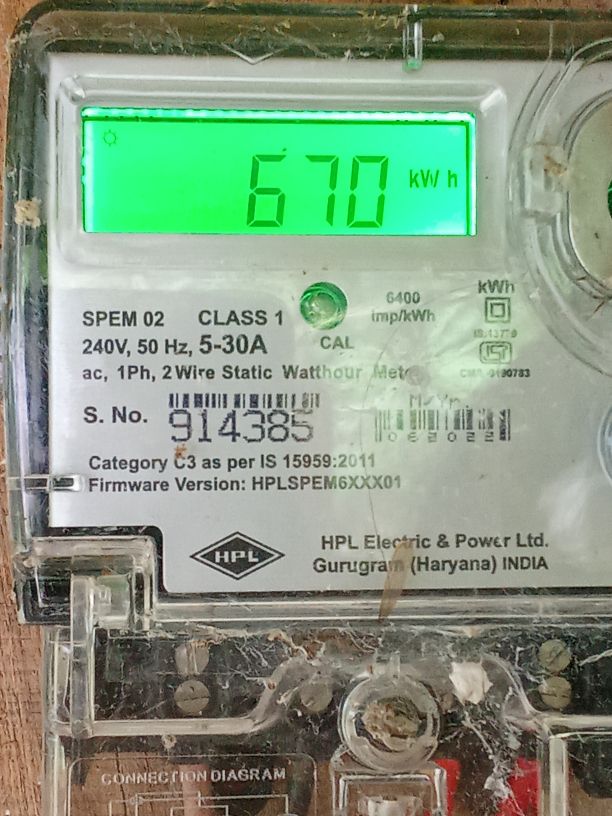 670 kWh
kWh
6400
imp/kWh
SPEM 02 CLASS 1
240V, 50 Hz, 5-30A
CAL
ac, 1Ph, 2 Wire Static Watthour
S. No. 914385
M/Yr.
062022
Category C3 as per IS 15959:2011
Firmware Version: HPLSPEM6XXX01
HPL
HPL Electric & Power Ltd.
Gurugram (Haryana) INDIA
CONNECTION DIAGRAM